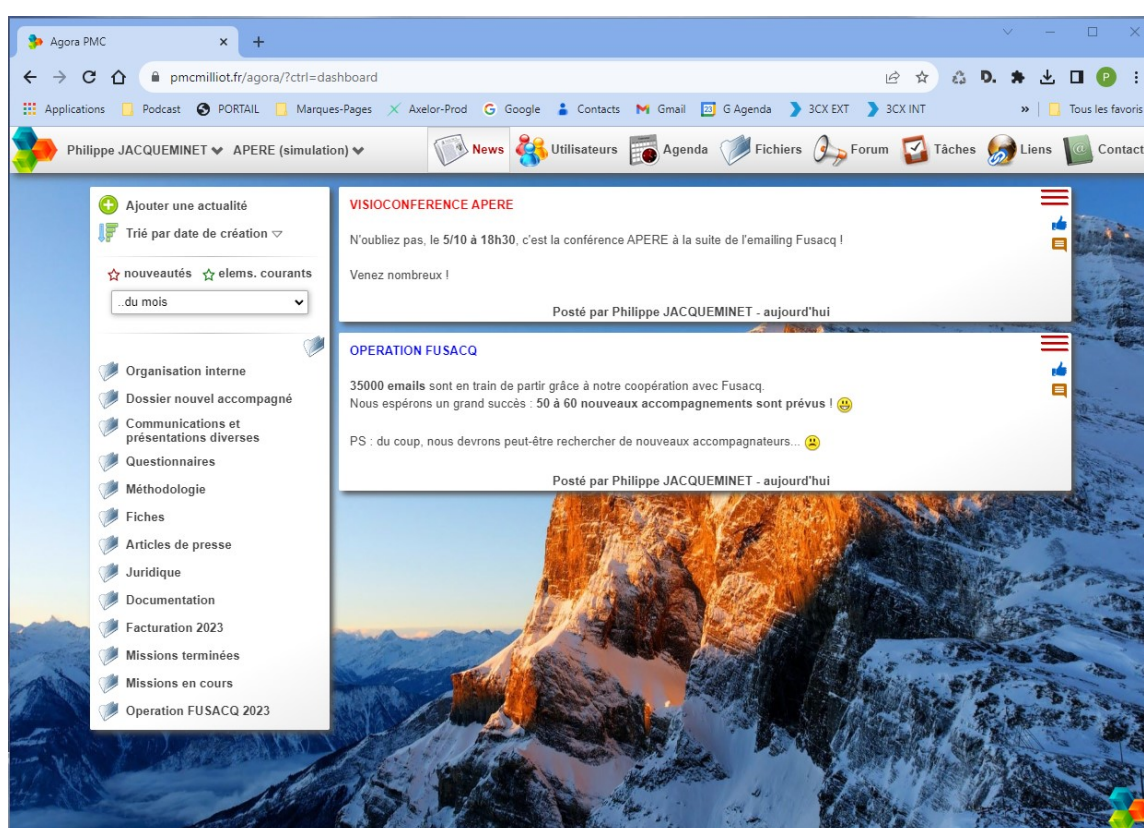 Agora PMC
pmcmilliot.fr/agora/?ctrl=dashboard
Applications Podcast PORTAIL Marques-Pages Axelor-Prod Google Contacts Gmail 23 G Agenda 3CX EXT 3CX INT » Tous les favoris
Philippe JACQUEMINET APERE (simulation) News Utilisateurs Agenda Fichiers Forum Tâches Liens Contact
Ajouter une actualité
Trié par date de création
nouveautés elems. courants
..du mois
Organisation interne
Dossier nouvel accompagné
Communications et
présentations diverses
Questionnaires
Méthodologie
Fiches
Articles de presse
Juridique
Documentation
Facturation 2023
Missions terminées
Missions en cours
Operation FUSACQ 2023
VISIOCONFERENCE APERE
N'oubliez pas, le 5/10 à 18h30, c'est la conférence APERE à la suite de l'emailing Fusacq !
Venez nombreux !
Posté par Philippe JACQUEMINET - aujourd'hui
OPERATION FUSACQ
35000 emails sont en train de partir grâce à notre coopération avec Fusacq.
Nous espérons un grand succès : 50 à 60 nouveaux accompagnements sont prévus !
PS : du coup, nous devrons peut-être rechercher de nouveaux accompagnateurs...
Posté par Philippe JACQUEMINET - aujourd'hui